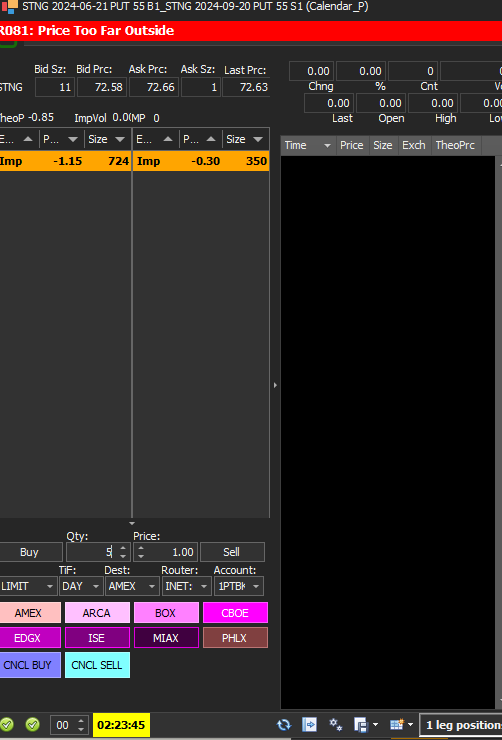 STNG 2024-06-21 PUT 55 B1_STNG 2024-09-20 PUT 55 S1 (Calendar_P)
R081: Price Too Far Outside
Bid Sz: Bid Prc: Ask Prc: Ask Sz: Last Prc:
STNG 11 72.58 72.66 1 72.63
0.00 0.00 0
Chng % Cnt
0.00 0.00 0.00
Last Open High
TheoP -0.85 ImpVol 0.00 MP 0
E... P... Size E... P... Size
Imp -1.15 724 Imp -0.30 350
Time Price Size Exch TheoPrc
Qty: Price:
Buy 5 1.00 Sell
TiF: Dest: Router: Account:
LIMIT DAY AMEX INET: 1PTBK
AMEX ARCA BOX CBOE
EDGX ISE MIAX PHLX
CNCL BUY CNCL SELL
00 02:23:45 1 leg position